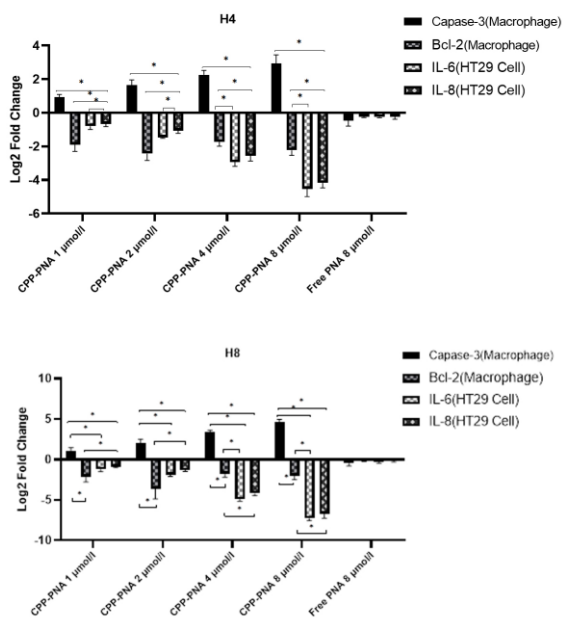 H4
Capase-3(Macrophage)
Bcl-2(Macrophage)
IL-6(HT29 Cell)
IL-8(HT29 Cell)
Log2 Fold Change
4
2
0
-2
-4
-6
* * * *
* * * *
* * * *
CPP-PNA 1 µmol/l
CPP-PNA 2 µmol/l
CPP-PNA 4 µmol/l
CPP-PNA 8 µmol/l
Free PNA 8 µmol/l
H8
Capase-3(Macrophage)
Bcl-2(Macrophage)
IL-6(HT29 Cell)
IL-8(HT29 Cell)
Log2 Fold Change
10
5
0
-5
-10
* * * *
* * * *
* * * *
* * * *
* *
CPP-PNA 1 µmol/l
CPP-PNA 2 µmol/l
CPP-PNA 4 µmol/l
CPP-PNA 8 µmol/l
Free PNA 8 µmol/l